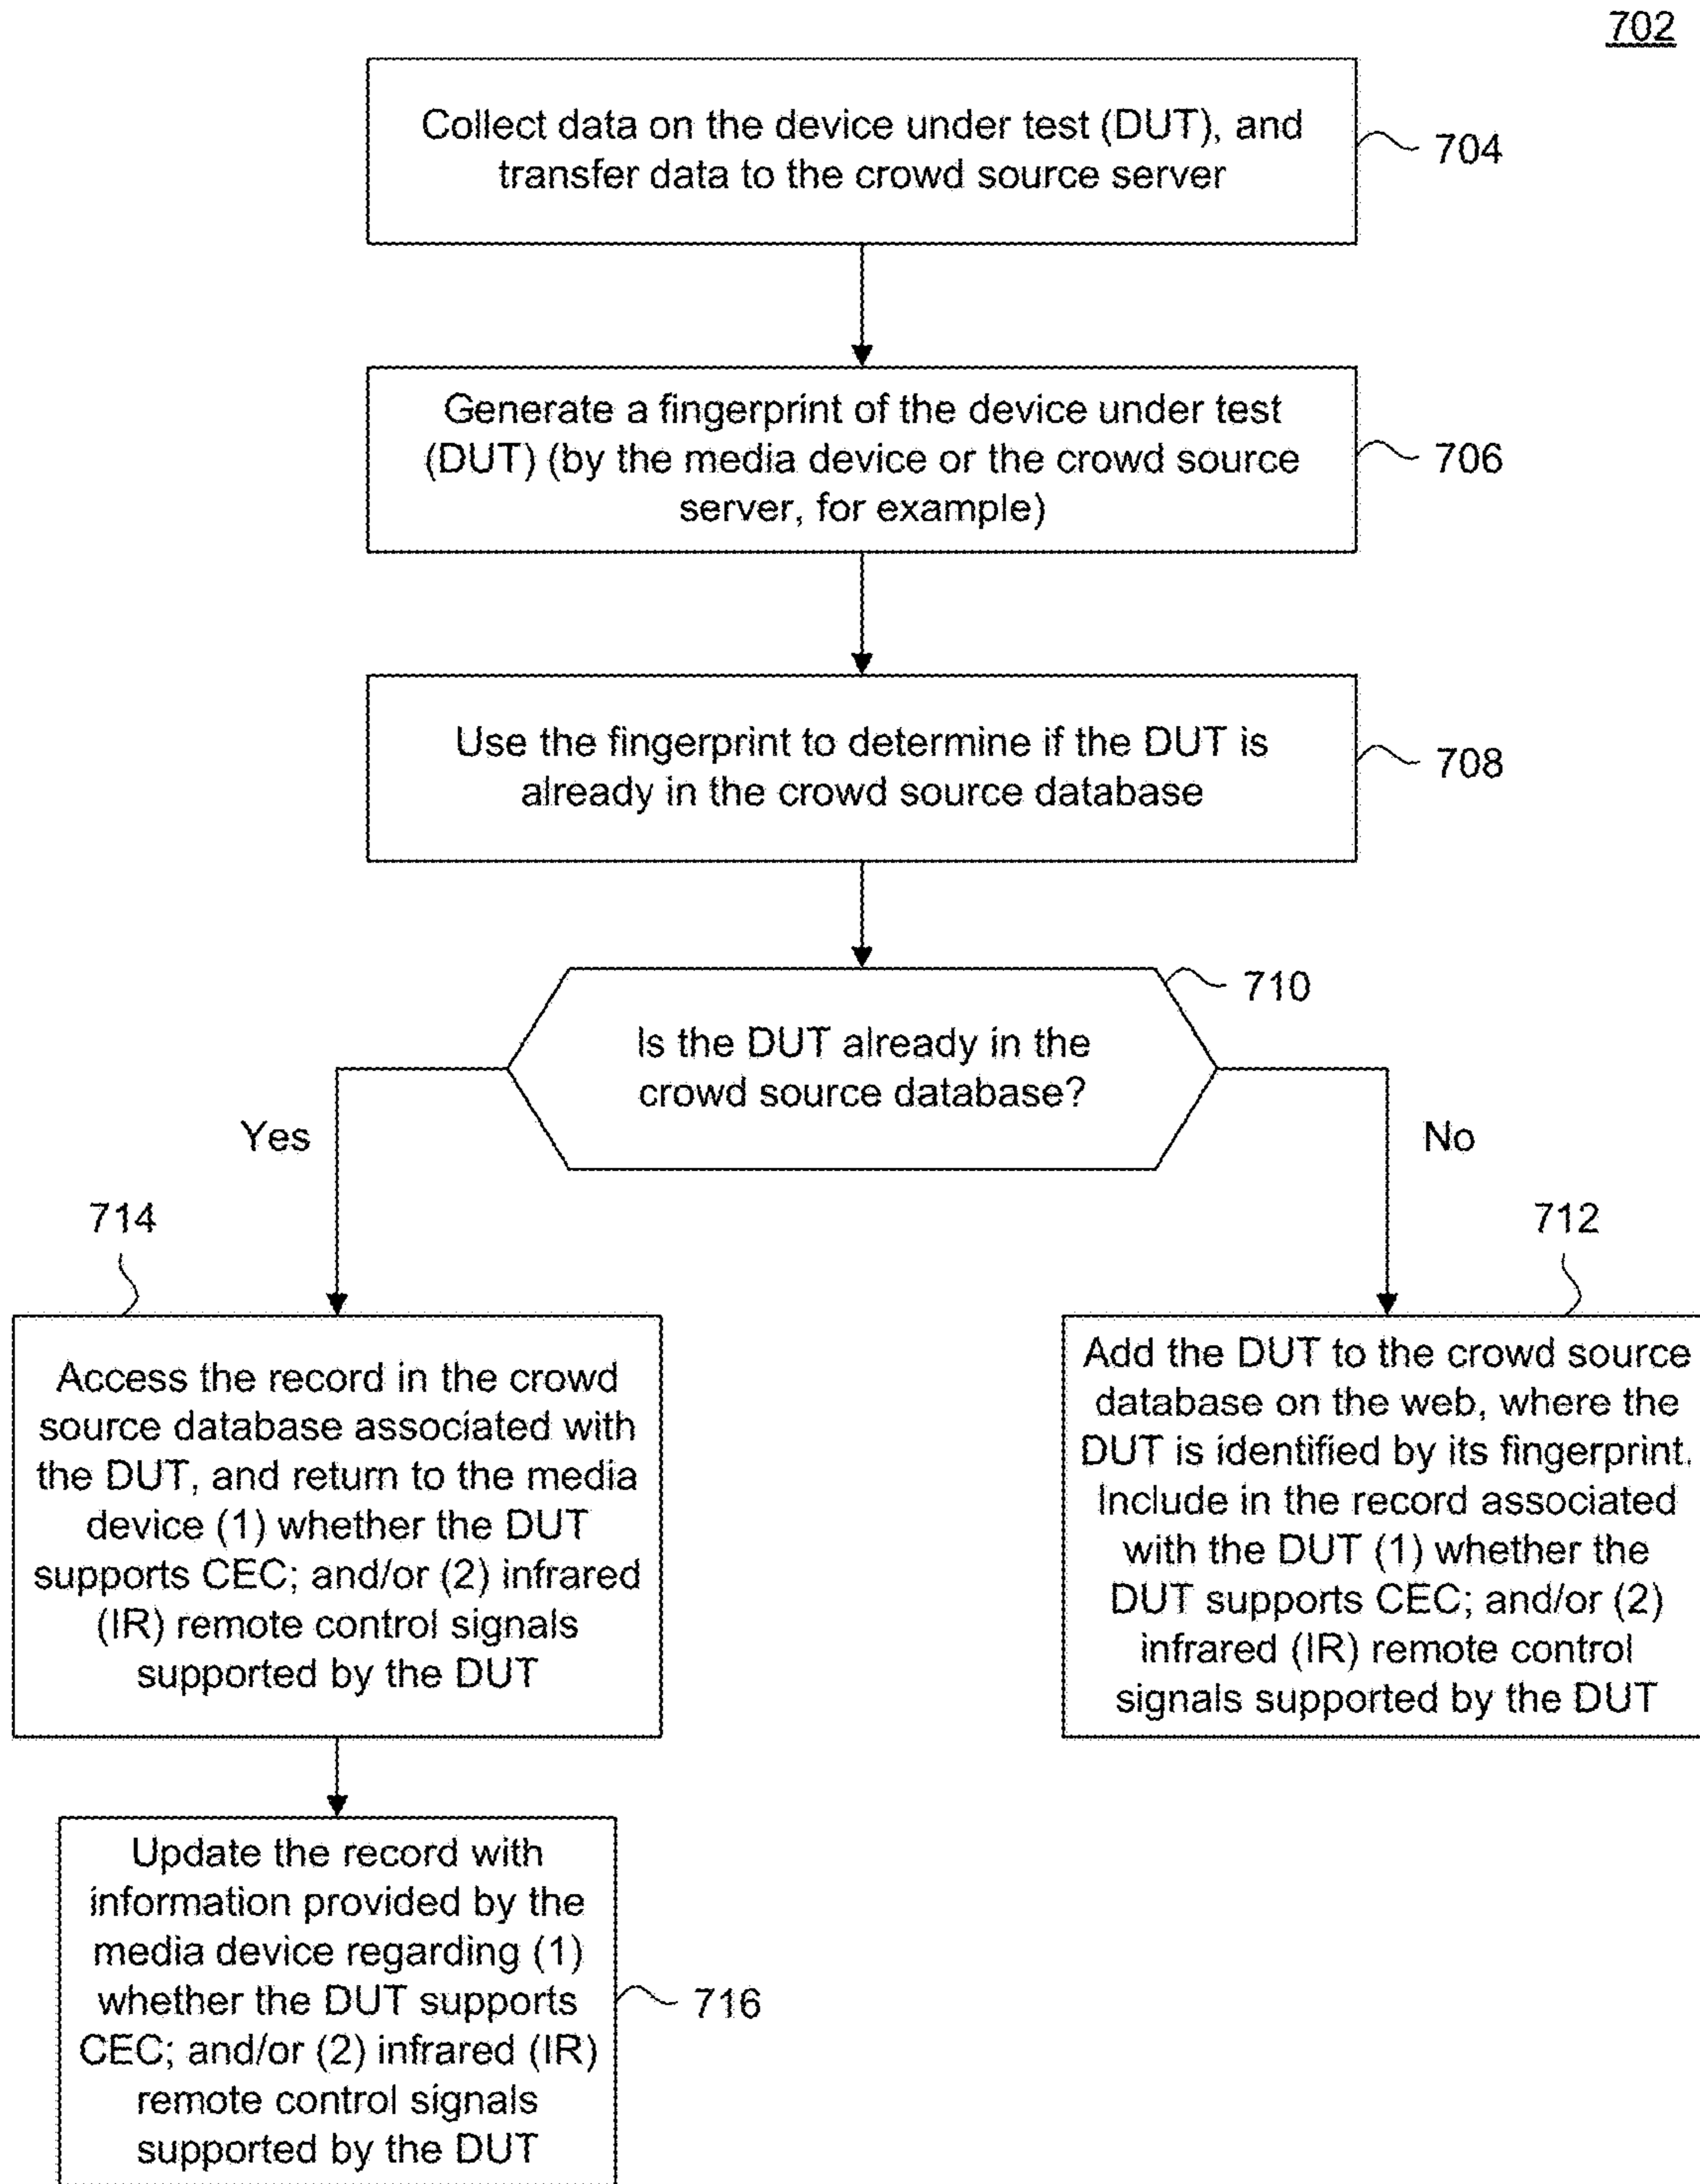 702
Collect data on the device under test (DUT), and
transfer data to the crowd source server
704
Generate a fingerprint of the device under test
(DUT) (by the media device or the crowd source
server, for example)
706
Use the fingerprint to determine if the DUT is
already in the crowd source database
708
710
Is the DUT already in the
crowd source database?
Yes
No
714
712
Access the record in the crowd
source database associated with
the DUT, and return to the media
device (1) whether the DUT
supports CEC; and/or (2) infrared
(IR) remote control signals
supported by the DUT
Add the DUT to the crowd source
database on the web, where the
DUT is identified by its fingerprint.
Include in the record associated
with the DUT (1) whether the
DUT supports CEC; and/or (2)
infrared (IR) remote control
signals supported by the DUT
Update the record with
information provided by the
media device regarding (1)
whether the DUT supports
CEC; and/or (2) infrared (IR)
remote control signals
supported by the DUT
716